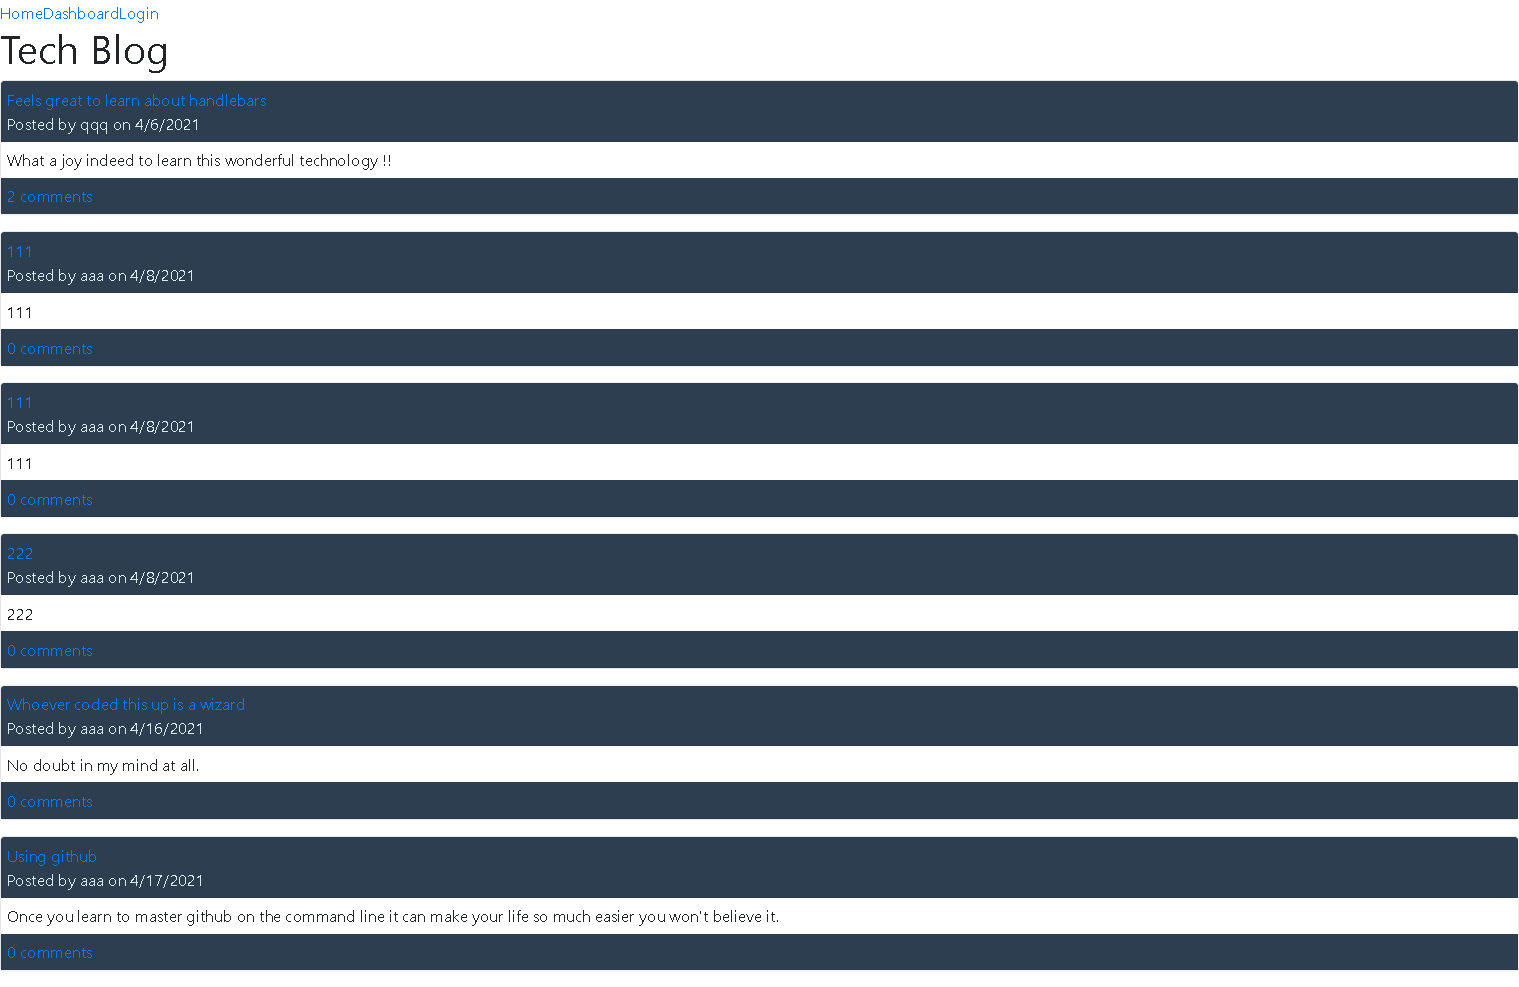 HomeDashboardLogin
Tech Blog
Feels great to learn about handlebars
Posted by qqq on 4/6/2021
What a joy indeed to learn this wonderful technology !!
2 comments
111
Posted by aaa on 4/8/2021
111
0 comments
111
Posted by aaa on 4/8/2021
111
0 comments
222
Posted by aaa on 4/8/2021
222
0 comments
Whoever coded this up is a wizard
Posted by aaa on 4/16/2021
No doubt in my mind at all.
0 comments
Using github
Posted by aaa on 4/17/2021
Once you learn to master github on the command line it can make your life so much easier you won't believe it.
0 comments